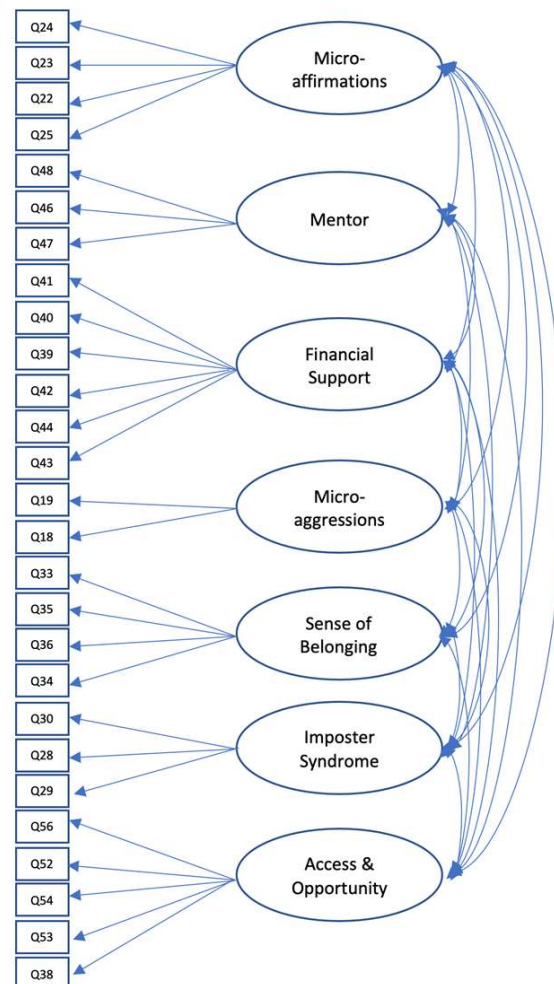 Q24
Q23
Q22
Q25
Q48
Q46
Q47
Q41
Q40
Q39
Q42
Q44
Q43
Q19
Q18
Q33
Q35
Q36
Q34
Q30
Q28
Q29
Q56
Q52
Q54
Q53
Q38
Micro-
affirmations
Mentor
Financial
Support
Micro-
aggressions
Sense of
Belonging
Imposter
Syndrome
Access &
Opportunity